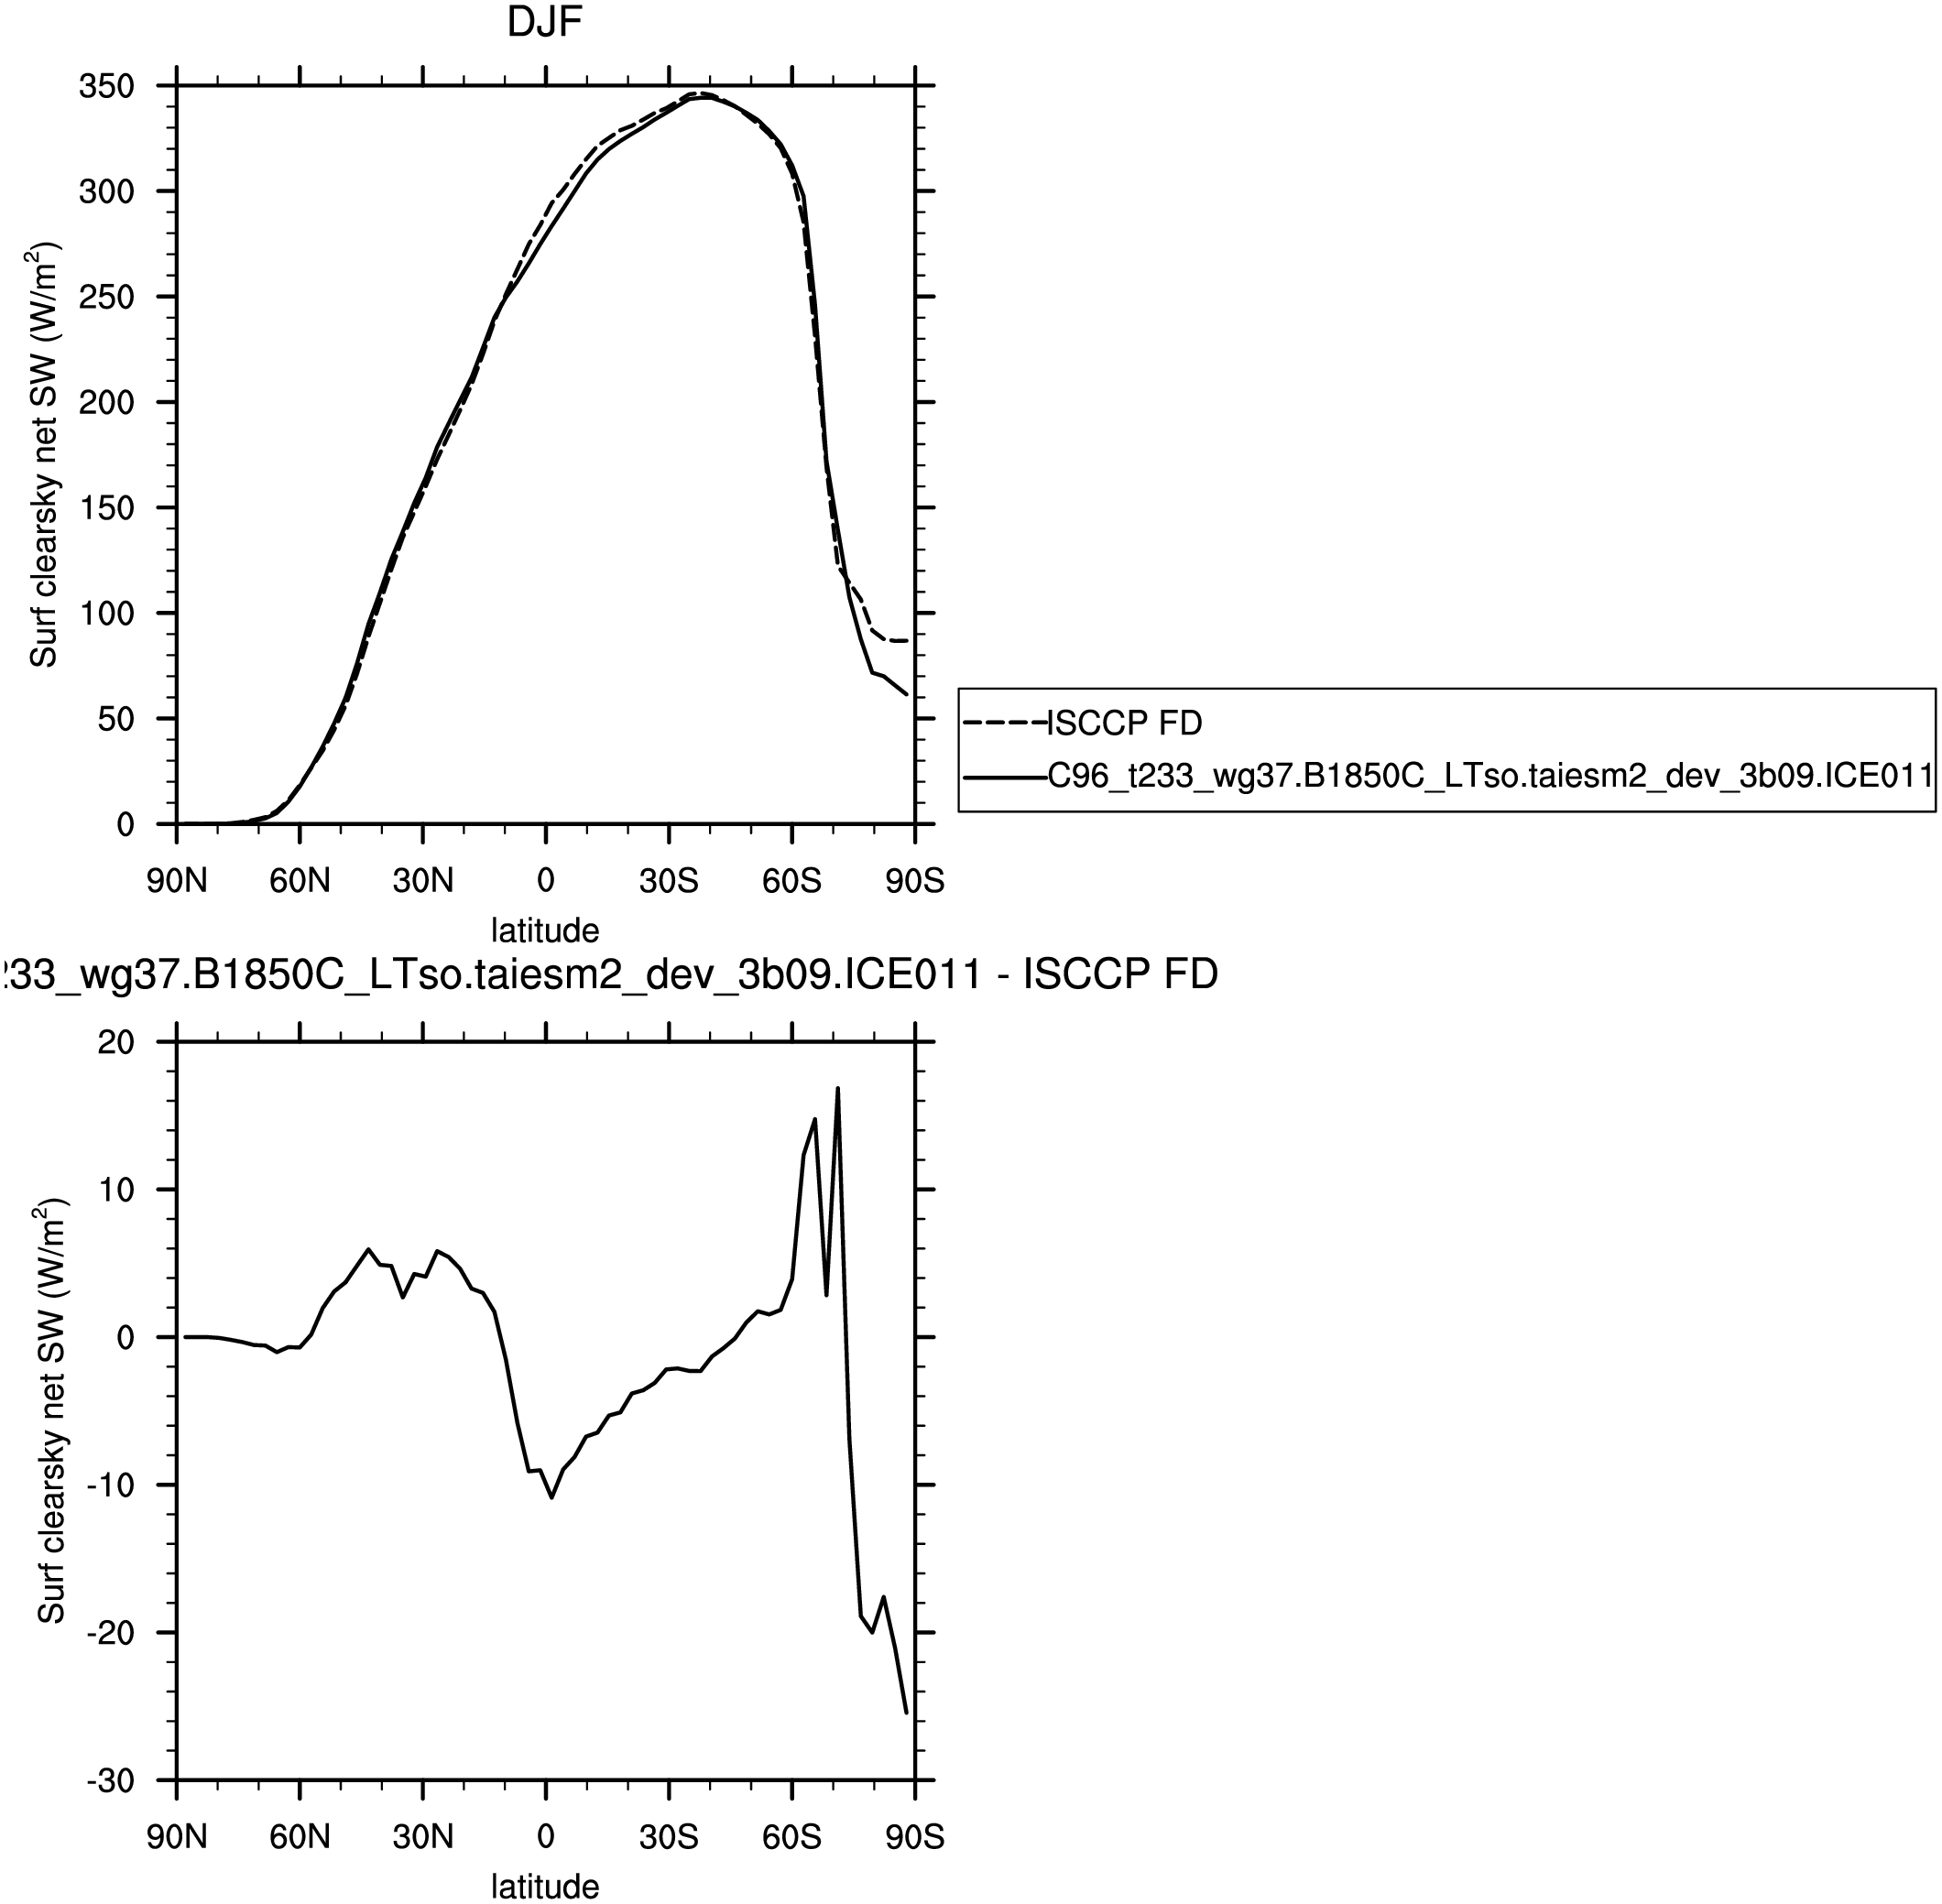 DJF
Surf clearsky net SW (W/m²)
350
300
250
200
150
100
50
0
90N 60N 30N 0 30S 60S 90S
latitude
ISCCP FD
C96_t233_wg37.B1850C_LTso.taiesm2_dev_3b09.ICE011
33_wg37.B1850C_LTso.taiesm2_dev_3b09.ICE011 - ISCCP FD
Surf clearsky net SW (W/m²)
20
10
0
-10
-20
-30
90N 60N 30N 0 30S 60S 90S
latitude